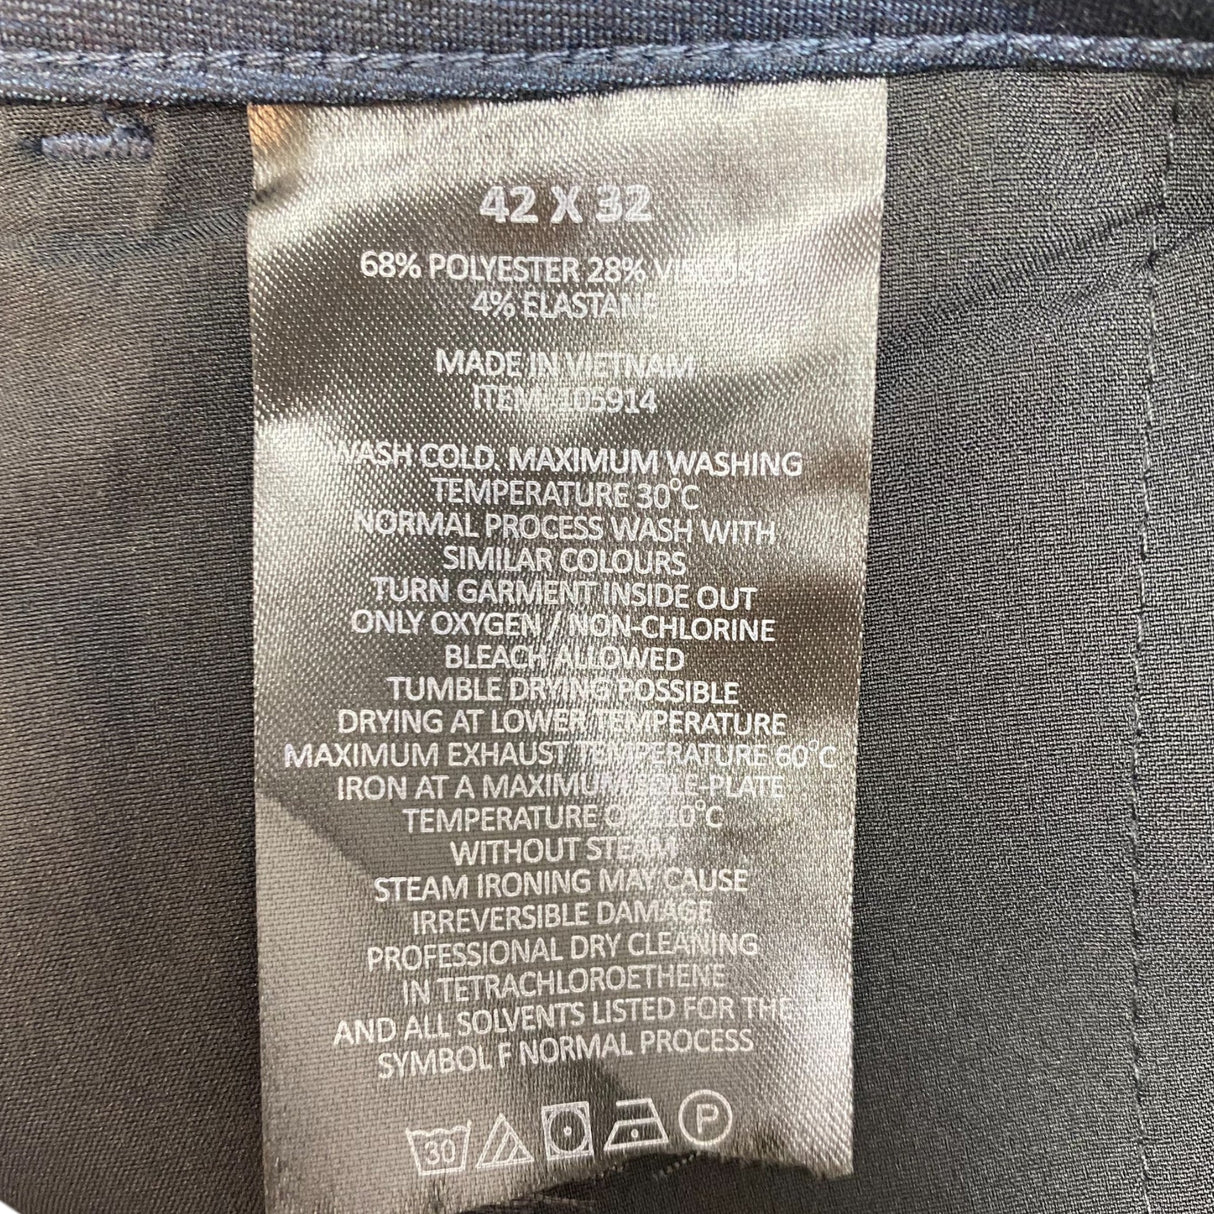 42 X 32
68% POLYESTER 28% VISCOSE
4% ELASTANE
MADE IN VIETNAM
ITEM: 105914
WASH COLD. MAXIMUM WASHING
TEMPERATURE 30°C
NORMAL PROCESS WASH WITH
SIMILAR COLOURS
TURN GARMENT INSIDE OUT
ONLY OXYGEN / NON-CHLORINE
BLEACH ALLOWED
TUMBLE DRYING POSSIBLE
DRYING AT LOWER TEMPERATURE
MAXIMUM EXHAUST TEMPERATURE 60°C
IRON AT A MAXIMUM SOLE-PLATE
TEMPERATURE OF 110°C
WITHOUT STEAM
STEAM IRONING MAY CAUSE
IRREVERSIBLE DAMAGE
PROFESSIONAL DRY CLEANING
IN TETRACHLOROETHENE
AND ALL SOLVENTS LISTED FOR THE
SYMBOL F NORMAL PROCESS
30 P